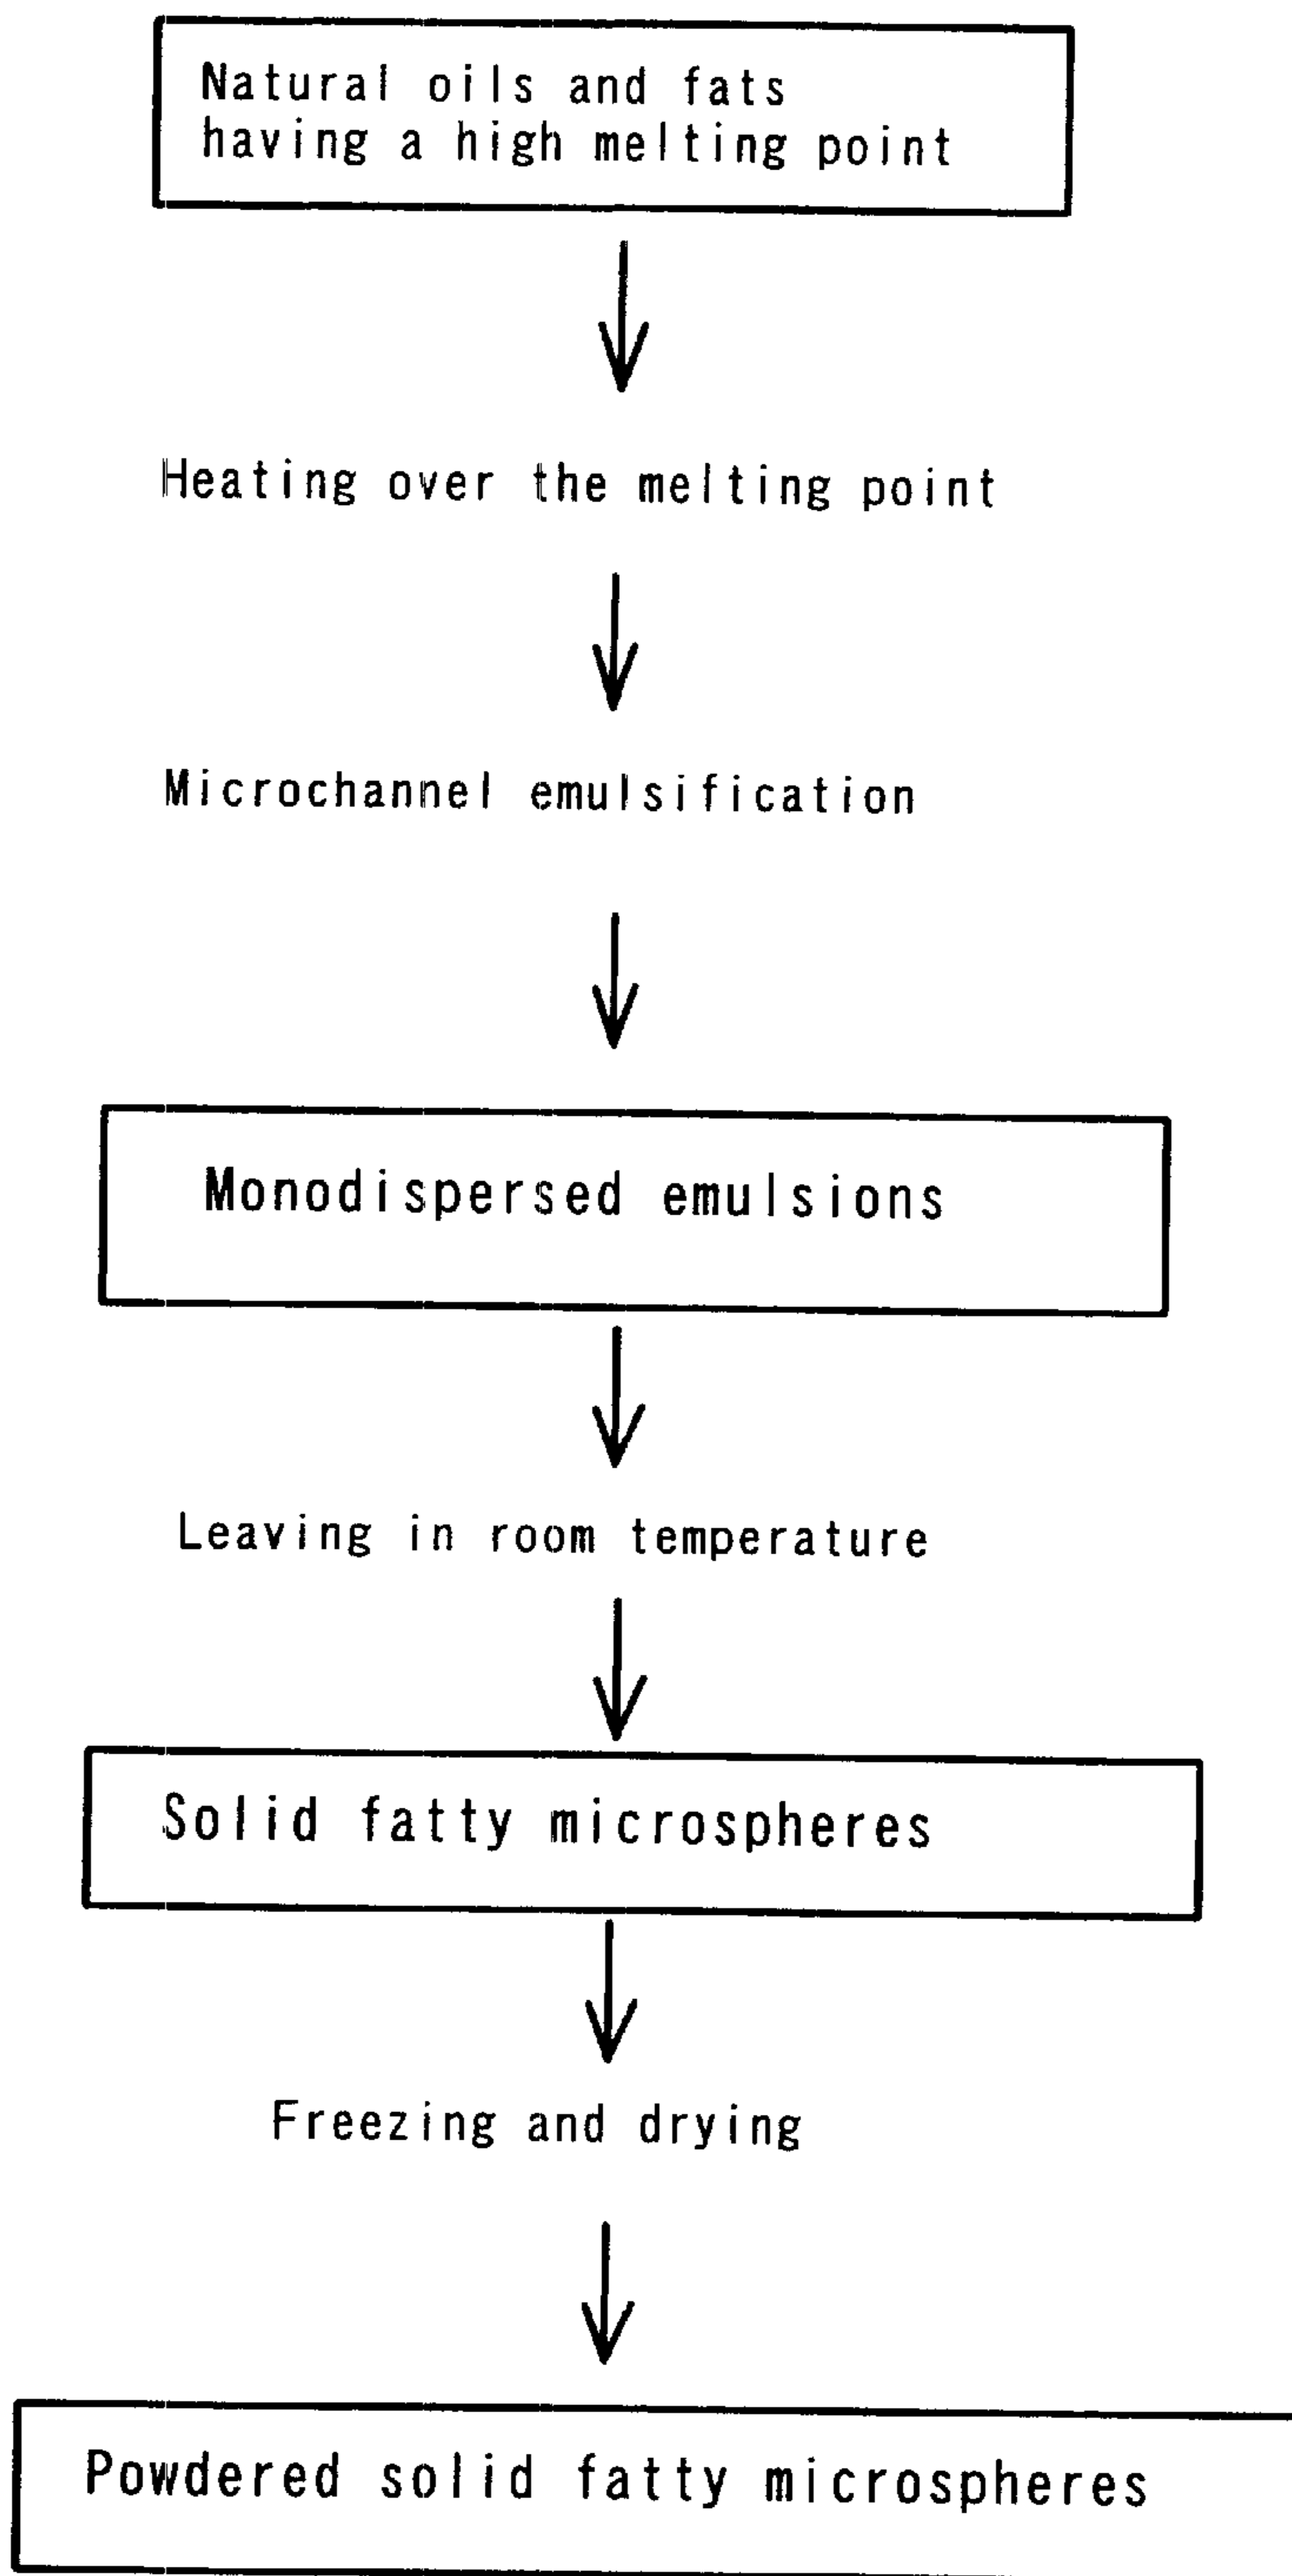 Natural oils and fats
having a high melting point
Heating over the melting point
Microchannel emulsification
Monodispersed emulsions
Leaving in room temperature
Solid fatty microspheres
Freezing and drying
Powdered solid fatty microspheres